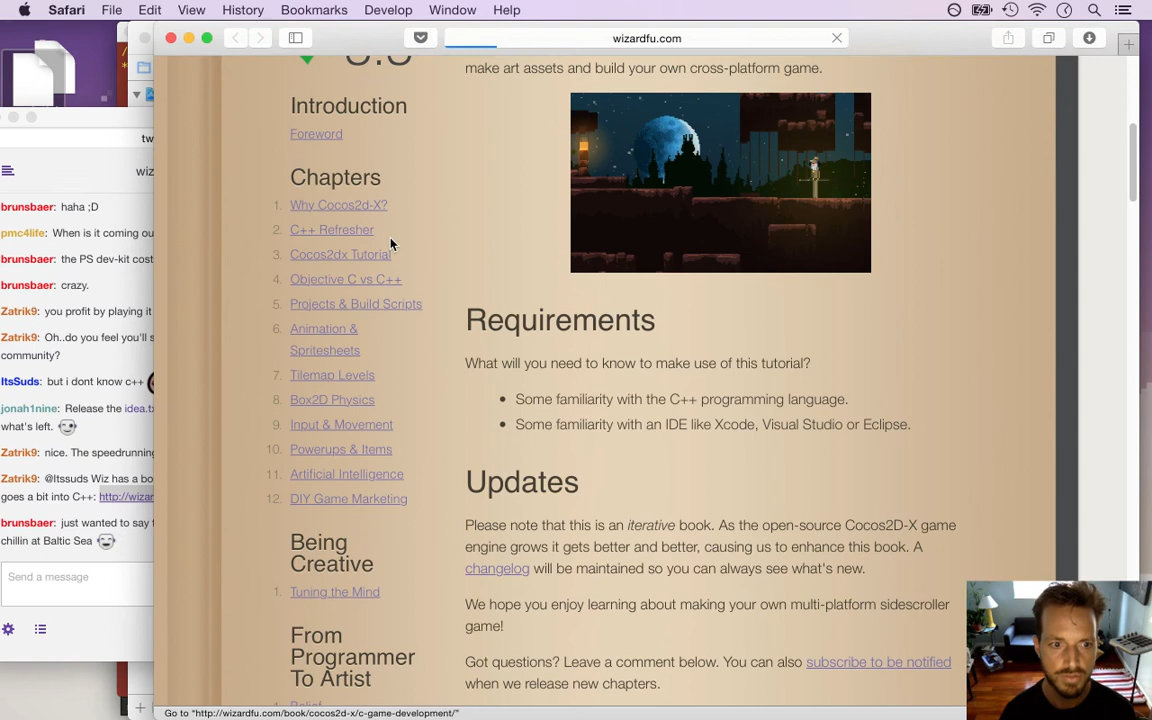 Safari File Edit View History Bookmarks Develop Window Help
wizardfu.com
tw
wiz
brunsbaer: haha ;D
pmc4life: When is it coming ou
brunsbaer: the PS dev-kit cost
brunsbaer: crazy.
Zatrik9: you profit by playing it
Zatrik9: Oh..do you feel you'll s
community?
ItsSuds: but i dont know c++
jonah1nine: Release the idea.tx
what's left.
Zatrik9: nice. The speedrunning
Zatrik9: @Itssuds Wiz has a bo
goes a bit into C++: http://wizar
brunsbaer: just wanted to say t
chillin at Baltic Sea
Send a message
Introduction
Foreword
Chapters
1. Why Cocos2d-X?
2. C++ Refresher
3. Cocos2dx Tutorial
4. Objective C vs C++
5. Projects & Build Scripts
6. Animation &
Spritesheets
7. Tilemap Levels
8. Box2D Physics
9. Input & Movement
10. Powerups & Items
11. Artificial Intelligence
12. DIY Game Marketing
Being
Creative
1. Tuning the Mind
From
Programmer
To Artist
make art assets and build your own cross-platform game.
Requirements
What will you need to know to make use of this tutorial?
• Some familiarity with the C++ programming language.
• Some familiarity with an IDE like Xcode, Visual Studio or Eclipse.
Updates
Please note that this is an iterative book. As the open-source Cocos2D-X game
engine grows it gets better and better, causing us to enhance this book. A
changelog will be maintained so you can always see what's new.
We hope you enjoy learning about making your own multi-platform sidescroller
game!
Got questions? Leave a comment below. You can also subscribe to be notified
when we release new chapters.
Go to "http://wizardfu.com/book/cocos2d-x/c-game-development/"